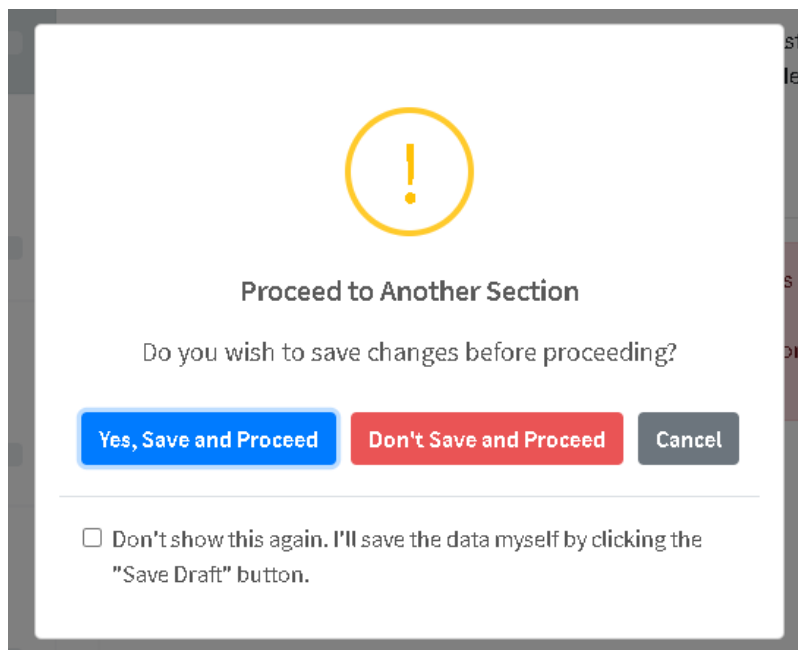 !
Proceed to Another Section
Do you wish to save changes before proceeding?
Yes, Save and Proceed
Don't Save and Proceed
Cancel
Don't show this again. I'll save the data myself by clicking the
"Save Draft" button.